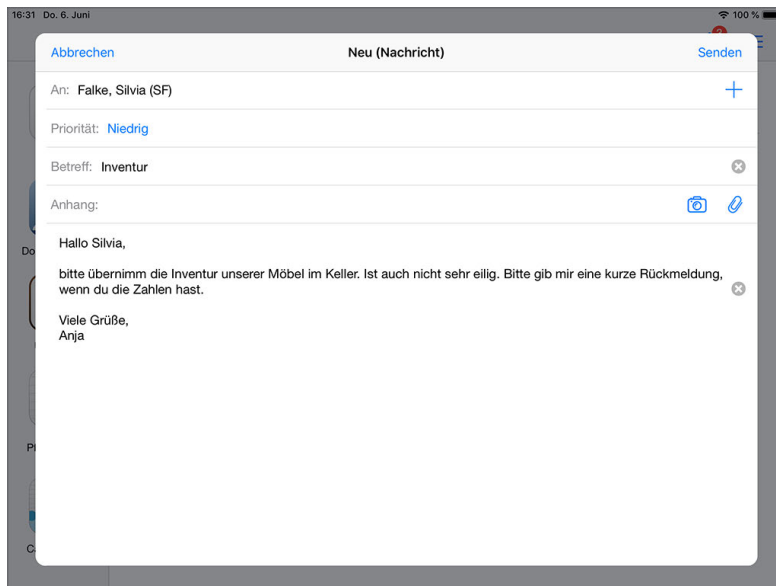 16:31 Do. 6. Juni 100 %
Abbrechen Neu (Nachricht) Senden
An: Falke, Silvia (SF)
Priorität: Niedrig
Betreff: Inventur
Anhang:
Hallo Silvia,
bitte übernimm die Inventur unserer Möbel im Keller. Ist auch nicht sehr eilig. Bitte gib mir eine kurze Rückmeldung,
wenn du die Zahlen hast.
Viele Grüße,
Anja
Do
Pl
C